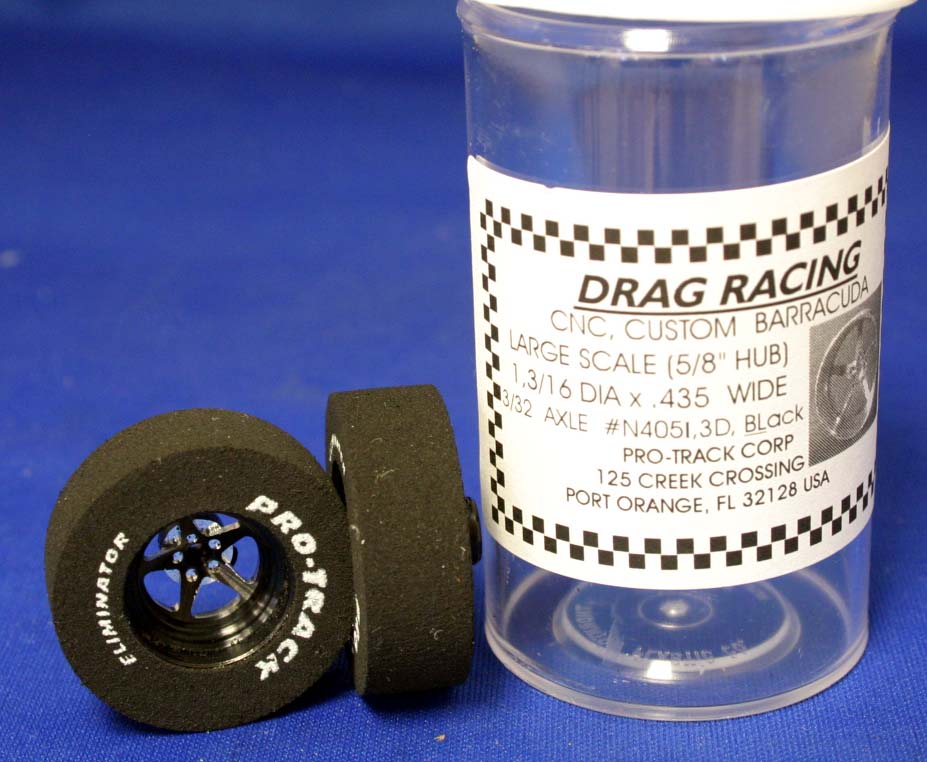 DRAG RACING
CNC, CUSTOM BARRACUDA
LARGE SCALE (5/8" HUB)
1,3/16 DIA x .435 WIDE
3/32 AXLE #N405I,3D, BLack
PRO-TRACK CORP
125 CREEK CROSSING
PORT ORANGE, FL 32128 USA
PRO-TRACK
ELIMINATOR